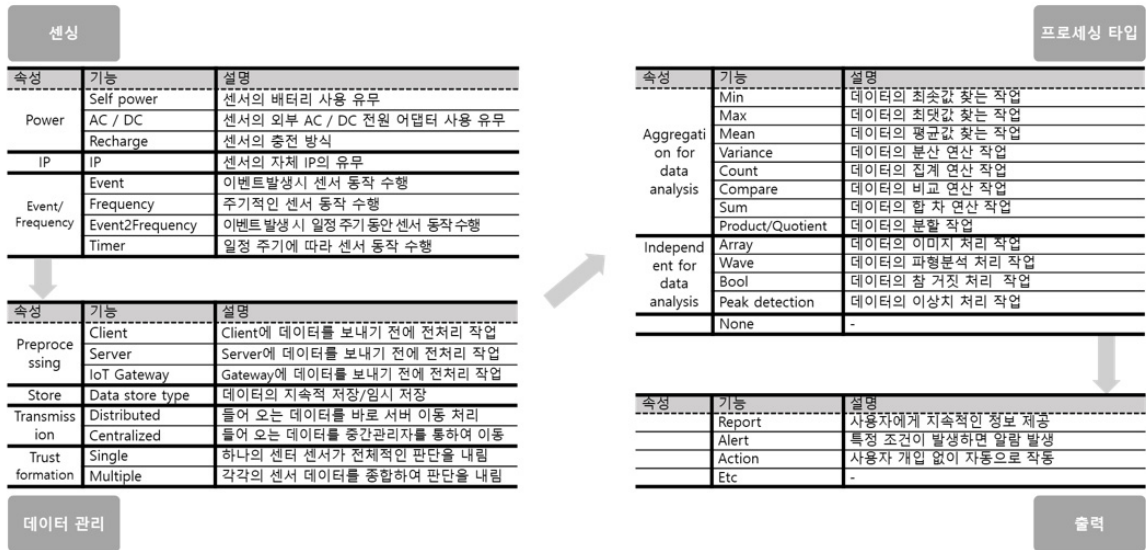 센싱
속성 기능 설명
Power Self power 센서의 배터리 사용 유무
AC / DC 센서의 외부 AC / DC 전원 어댑터 사용 유무
Recharge 센서의 충전 방식
IP IP 센서의 자체 IP의 유무
Event/
Frequency
Event 이벤트발생시 센서 동작 수행
Frequency 주기적인 센서 동작 수행
Event2Frequency 이벤트 발생 시 일정 주기 동안 센서 동작 수행
Timer 일정 주기에 따라 센서 동작 수행
속성 기능 설명
Preproce
ssing
Client Client에 데이터를 보내기 전에 전처리 작업
Server Server에 데이터를 보내기 전에 전처리 작업
IoT Gateway Gateway에 데이터를 보내기 전에 전처리 작업
Store Data store type 데이터의 지속적 저장/임시 저장
Transmiss
ion
Distributed 들어 오는 데이터를 바로 서버 이동 처리
Centralized 들어 오는 데이터를 중간관리자를 통하여 이동
Trust
formation
Single 하나의 센터 센서가 전체적인 판단을 내림
Multiple 각각의 센서 데이터를 종합하여 판단을 내림
데이터 관리
프로세싱 타입
속성 기능 설명
Aggregati
on for
data
analysis
Min 데이터의 최솟값 찾는 작업
Max 데이터의 최댓값 찾는 작업
Mean 데이터의 평균값 찾는 작업
Variance 데이터의 분산 연산 작업
Count 데이터의 집계 연산 작업
Compare 데이터의 비교 연산 작업
Sum 데이터의 합 차 연산 작업
Product/Quotient 데이터의 분할 작업
Independ
ent for
data
analysis
Array 데이터의 이미지 처리 작업
Wave 데이터의 파형분석 처리 작업
Bool 데이터의 참 거짓 처리 작업
Peak detection 데이터의 이상치 처리 작업
None -
속성 기능 설명
Report 사용자에게 지속적인 정보 제공
Alert 특정 조건이 발생하면 알람 발생
Action 사용자 개입 없이 자동으로 작동
Etc -
출력